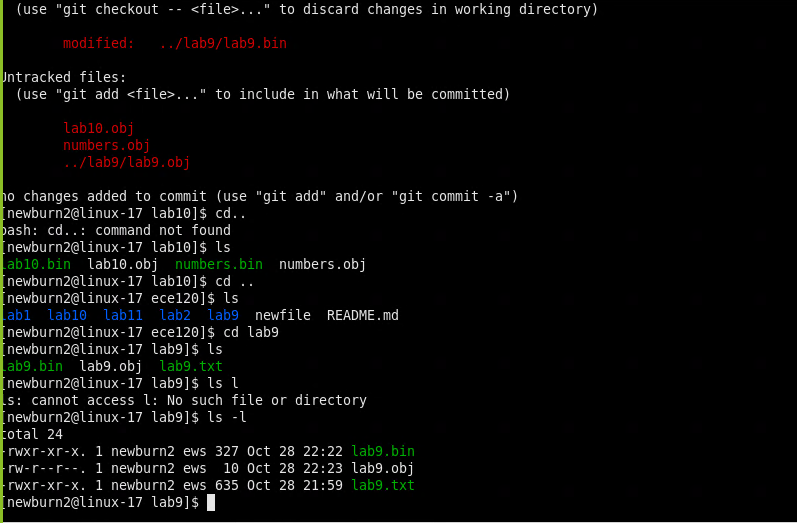 (use "git checkout -- <file>..." to discard changes in working directory)
modified:   ../lab9/lab9.bin
Untracked files:
(use "git add <file>..." to include in what will be committed)
lab10.obj
numbers.obj
../lab9/lab9.obj
no changes added to commit (use "git add" and/or "git commit -a")
[newburn2@linux-17 lab10]$ cd..
bash: cd..: command not found
[newburn2@linux-17 lab10]$ ls
lab10.bin  lab10.obj  numbers.bin  numbers.obj
[newburn2@linux-17 lab10]$ cd ..
[newburn2@linux-17 ece120]$ ls
lab1  lab10  lab11  lab2  lab9  newfile  README.md
[newburn2@linux-17 ece120]$ cd lab9
[newburn2@linux-17 lab9]$ ls
lab9.bin  lab9.obj  lab9.txt
[newburn2@linux-17 lab9]$ ls l
ls: cannot access l: No such file or directory
[newburn2@linux-17 lab9]$ ls -l
total 24
-rwxr-xr-x. 1 newburn2 ews 327 Oct 28 22:22 lab9.bin
-rw-r--r--. 1 newburn2 ews  10 Oct 28 22:23 lab9.obj
-rwxr-xr-x. 1 newburn2 ews 635 Oct 28 21:59 lab9.txt
[newburn2@linux-17 lab9]$